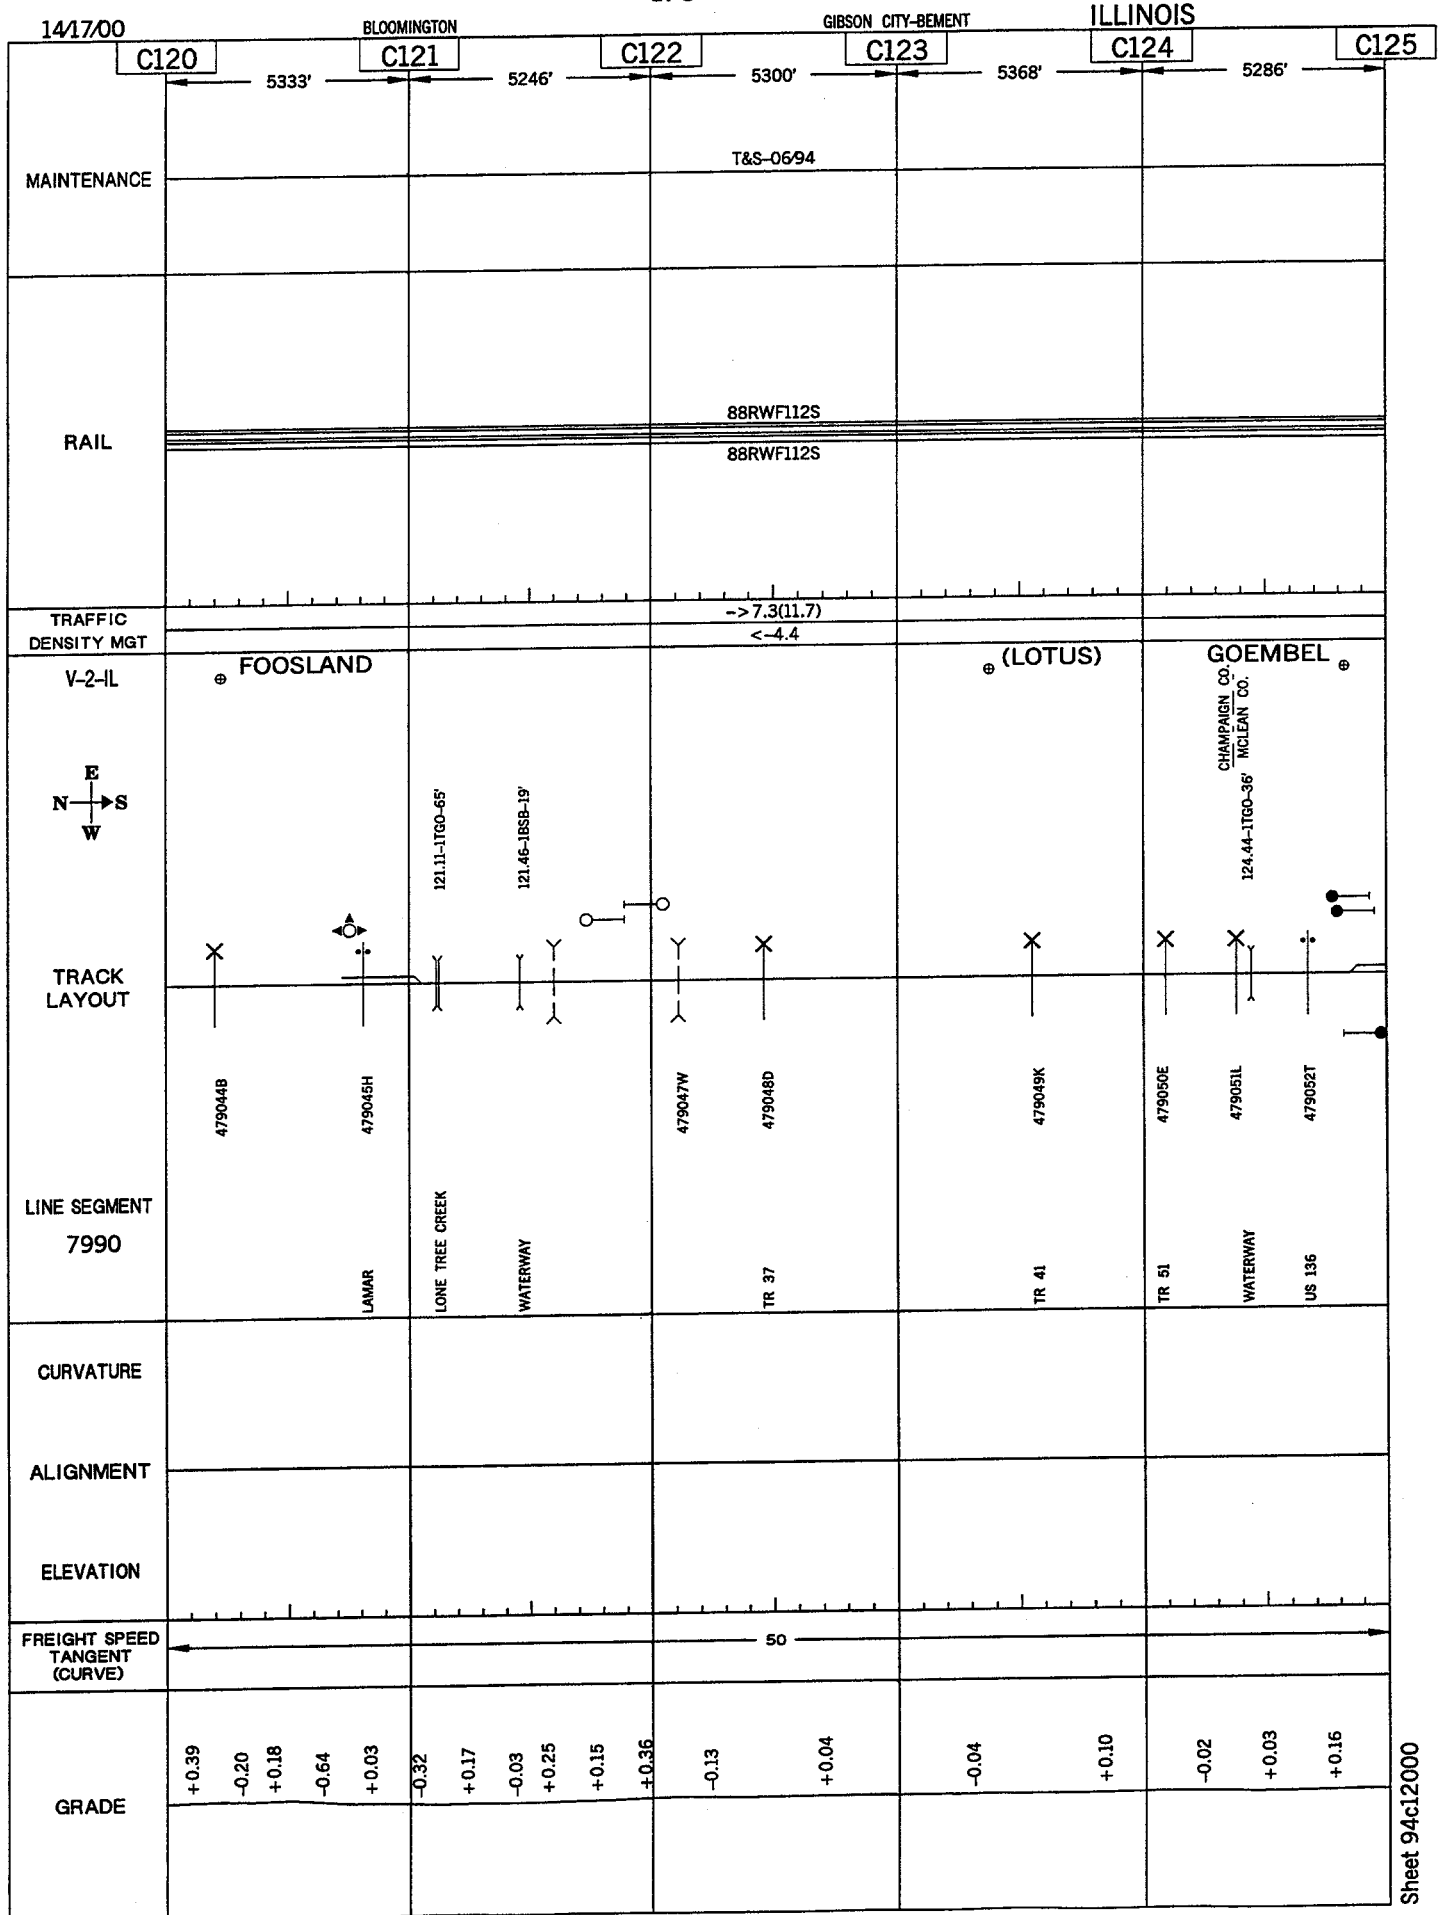 14/17/00 BLOOMINGTON GIBSON CITY-BEMENT ILLINOIS
C120 C121 C122 C123 C124 C125
5333' 5246' 5300' 5368' 5286'
T&S-06/94
MAINTENANCE
88RWF112S
RAIL
88RWF112S
TRAFFIC
DENSITY MGT
->7.3(11.7)
<-4.4
V-2-IL
FOOSLAND (LOTUS) GOEMBEL
CHAMPAIGN CO.
MCLEAN CO.
E
N S
W
121.11-1TGO-65'
121.46-1BSB-19'
124.44-1TGO-36'
TRACK
LAYOUT
479044B
479045H
479047W
479048D
479049K
479050E
479051L
479052T
LINE SEGMENT
7990
LAMAR
LONE TREE CREEK
WATERWAY
TR 37
TR 41
TR 51
WATERWAY
US 136
CURVATURE
ALIGNMENT
ELEVATION
FREIGHT SPEED
TANGENT
(CURVE)
50
GRADE
+0.39
-0.20
+0.18
-0.64
+0.03
-0.32
+0.17
-0.03
+0.25
+0.15
+0.36
-0.13
+0.04
-0.04
+0.10
-0.02
+0.03
+0.16
Sheet 94c12000